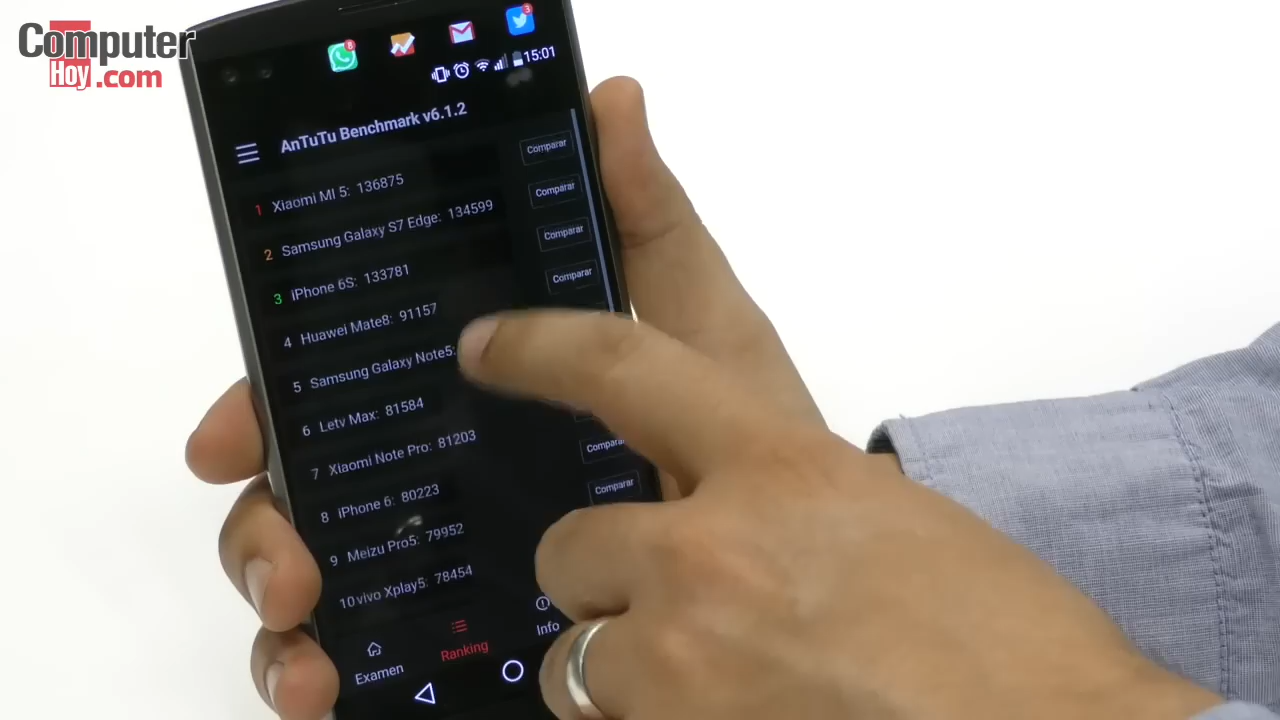 Computer
Hoy.com
8
3
15:01
AnTuTu Benchmark v6.1.2
1 Xiaomi MI 5: 136875 Comparar
2 Samsung Galaxy S7 Edge: 134599 Comparar
3 iPhone 6S: 133781 Comparar
4 Huawei Mate8: 91157 Comparar
5 Samsung Galaxy Note5:
6 Letv Max: 81584
7 Xiaomi Note Pro: 81203
8 iPhone 6: 80223 Comparar
9 Meizu Pro5: 79952 Comparar
10 vivo Xplay5: 78454
Examen Ranking Info